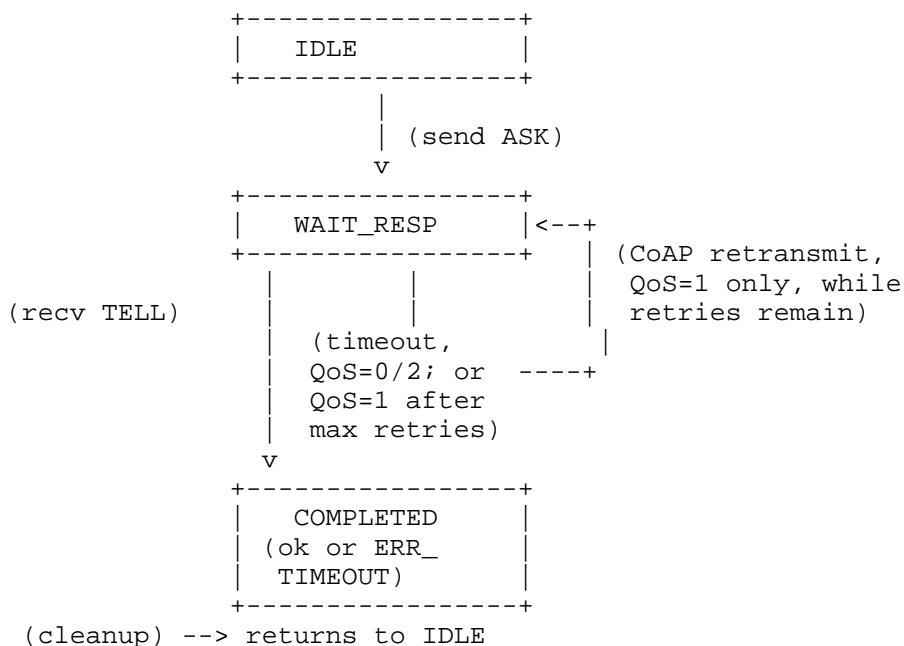 +-----------------+
|    IDLE         |
+-----------------+
|
| (send ASK)
v
+-----------------+
|    WAIT_RESP    |<--+
+-----------------+   | (CoAP retransmit,
|        |          |  QoS=1 only, while
(recv TELL)     |        |          |  retries remain)
|  (timeout,         |
|  QoS=0/2; or  ----+
|  QoS=1 after
|  max retries)
v
+-----------------+
|    COMPLETED    |
| (ok or ERR_     |
|  TIMEOUT)       |
+-----------------+
(cleanup) --> returns to IDLE